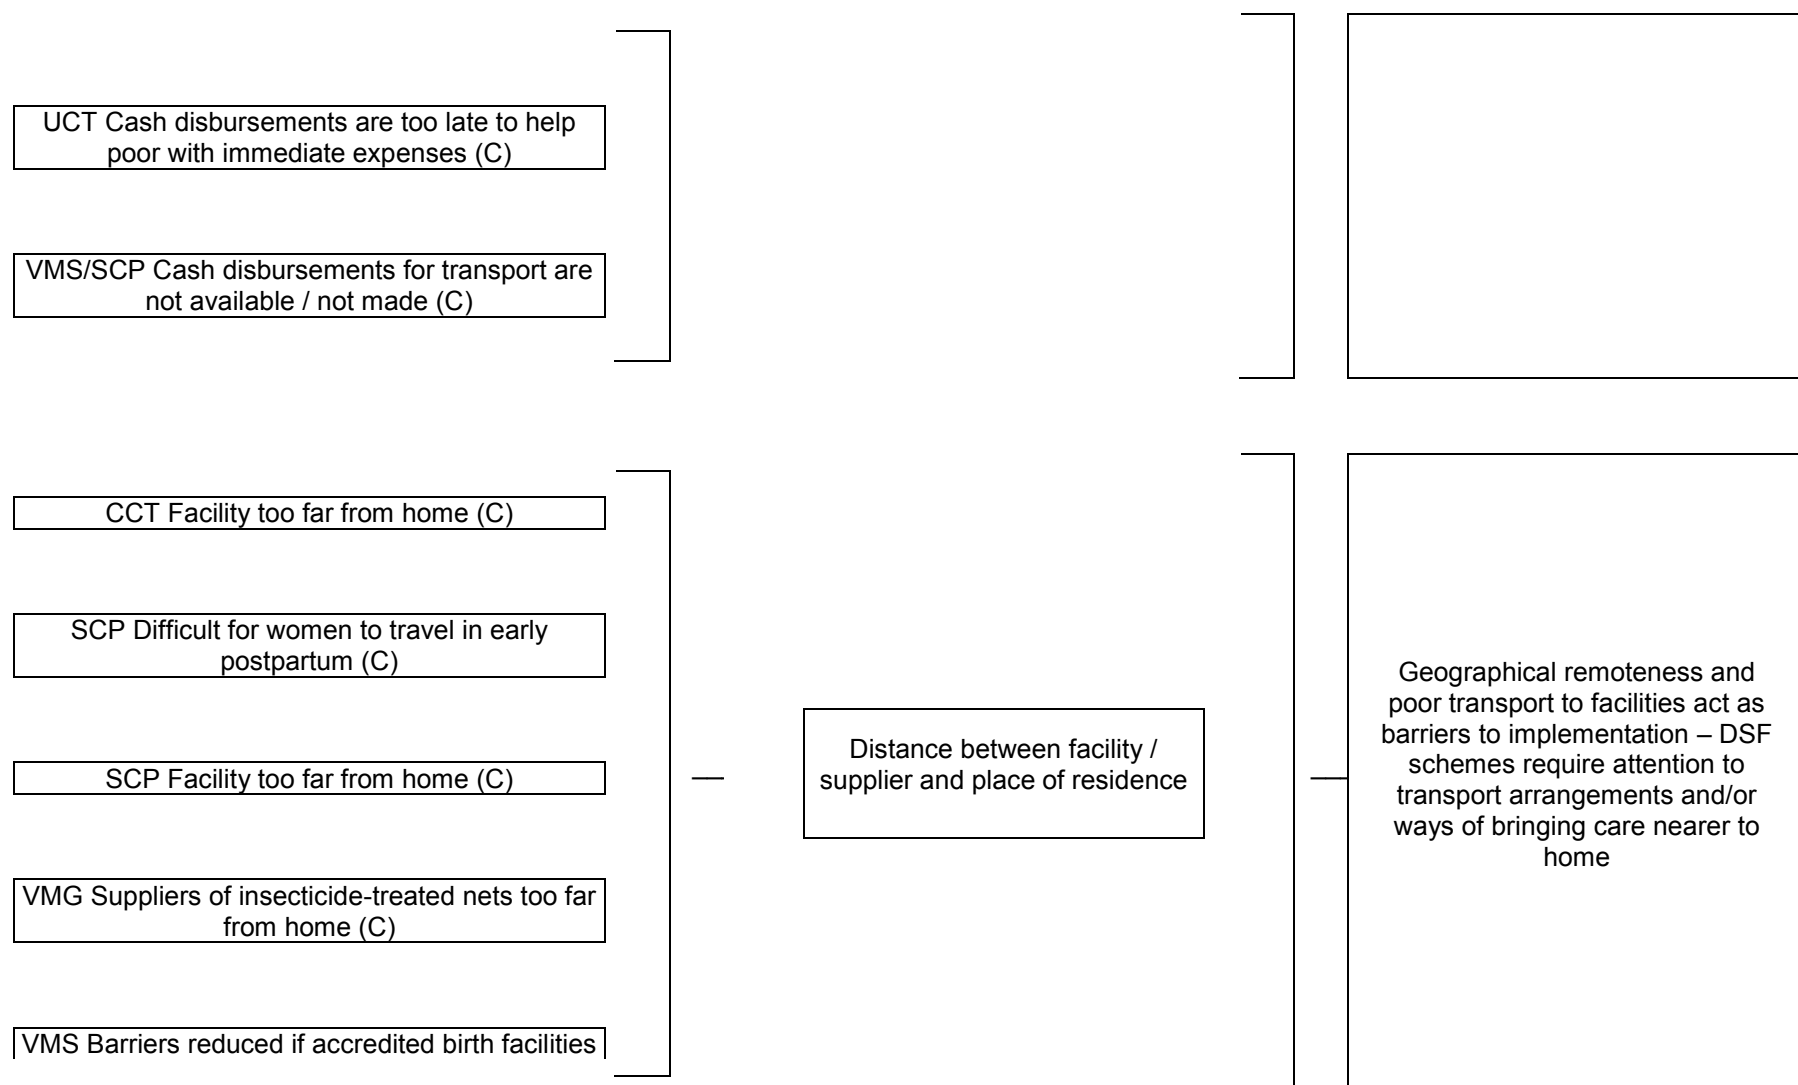 UCT Cash disbursements are too late to help
poor with immediate expenses (C)
VMS/SCP Cash disbursements for transport are
not available / not made (C)
CCT Facility too far from home (C)
SCP Difficult for women to travel in early
postpartum (C)
SCP Facility too far from home (C)
VMG Suppliers of insecticide-treated nets too far
from home (C)
VMS Barriers reduced if accredited birth facilities
Distance between facility /
supplier and place of residence
Geographical remoteness and
poor transport to facilities act as
barriers to implementation – DSF
schemes require attention to
transport arrangements and/or
ways of bringing care nearer to
home